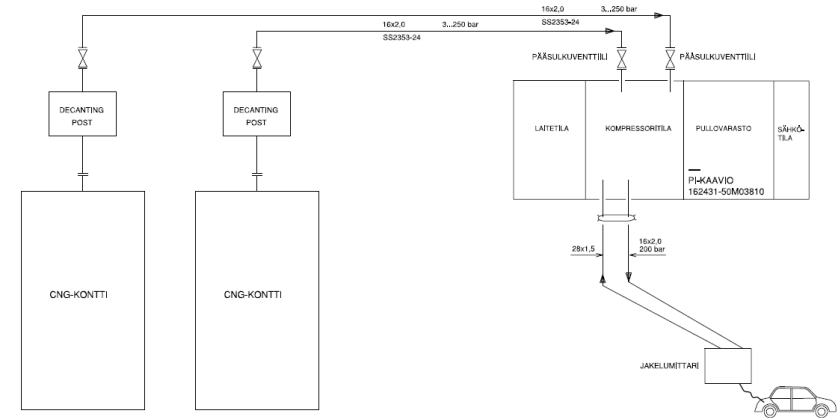 16x2,0 3...250 bar
SS2353-24
16x2,0 3...250 bar
SS2353-24
PÄÄSULKUVENTTIILI
PÄÄSULKUVENTIILI
DECANTING
POST
DECANTING
POST
LAITETILA
KOMPRESSORITILA
PULLOVARASTO
SÄHKÖ-
TILA
PI-KAAVIO
162431-50M03810
28x1,5
16x2,0
200 bar
CNG-KONTTI
CNG-KONTTI
JAKELUMITTARI